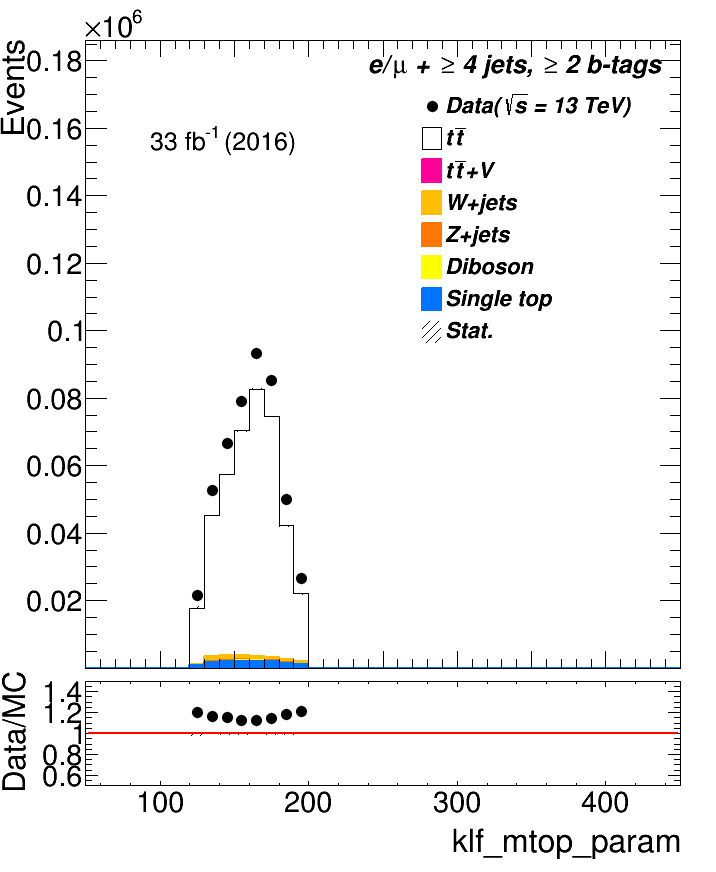 ×10⁶
Events
0.18
0.16
0.14
0.12
0.1
0.08
0.06
0.04
0.02
e/μ + ≥ 4 jets, ≥ 2 b-tags
33 fb⁻¹ (2016)
Data(√s = 13 TeV)
tt̅
tt̅+V
W+jets
Z+jets
Diboson
Single top
Stat.
Data/MC
1.4
1.2
1
0.8
0.6
100 200 300 400
klf_mtop_param